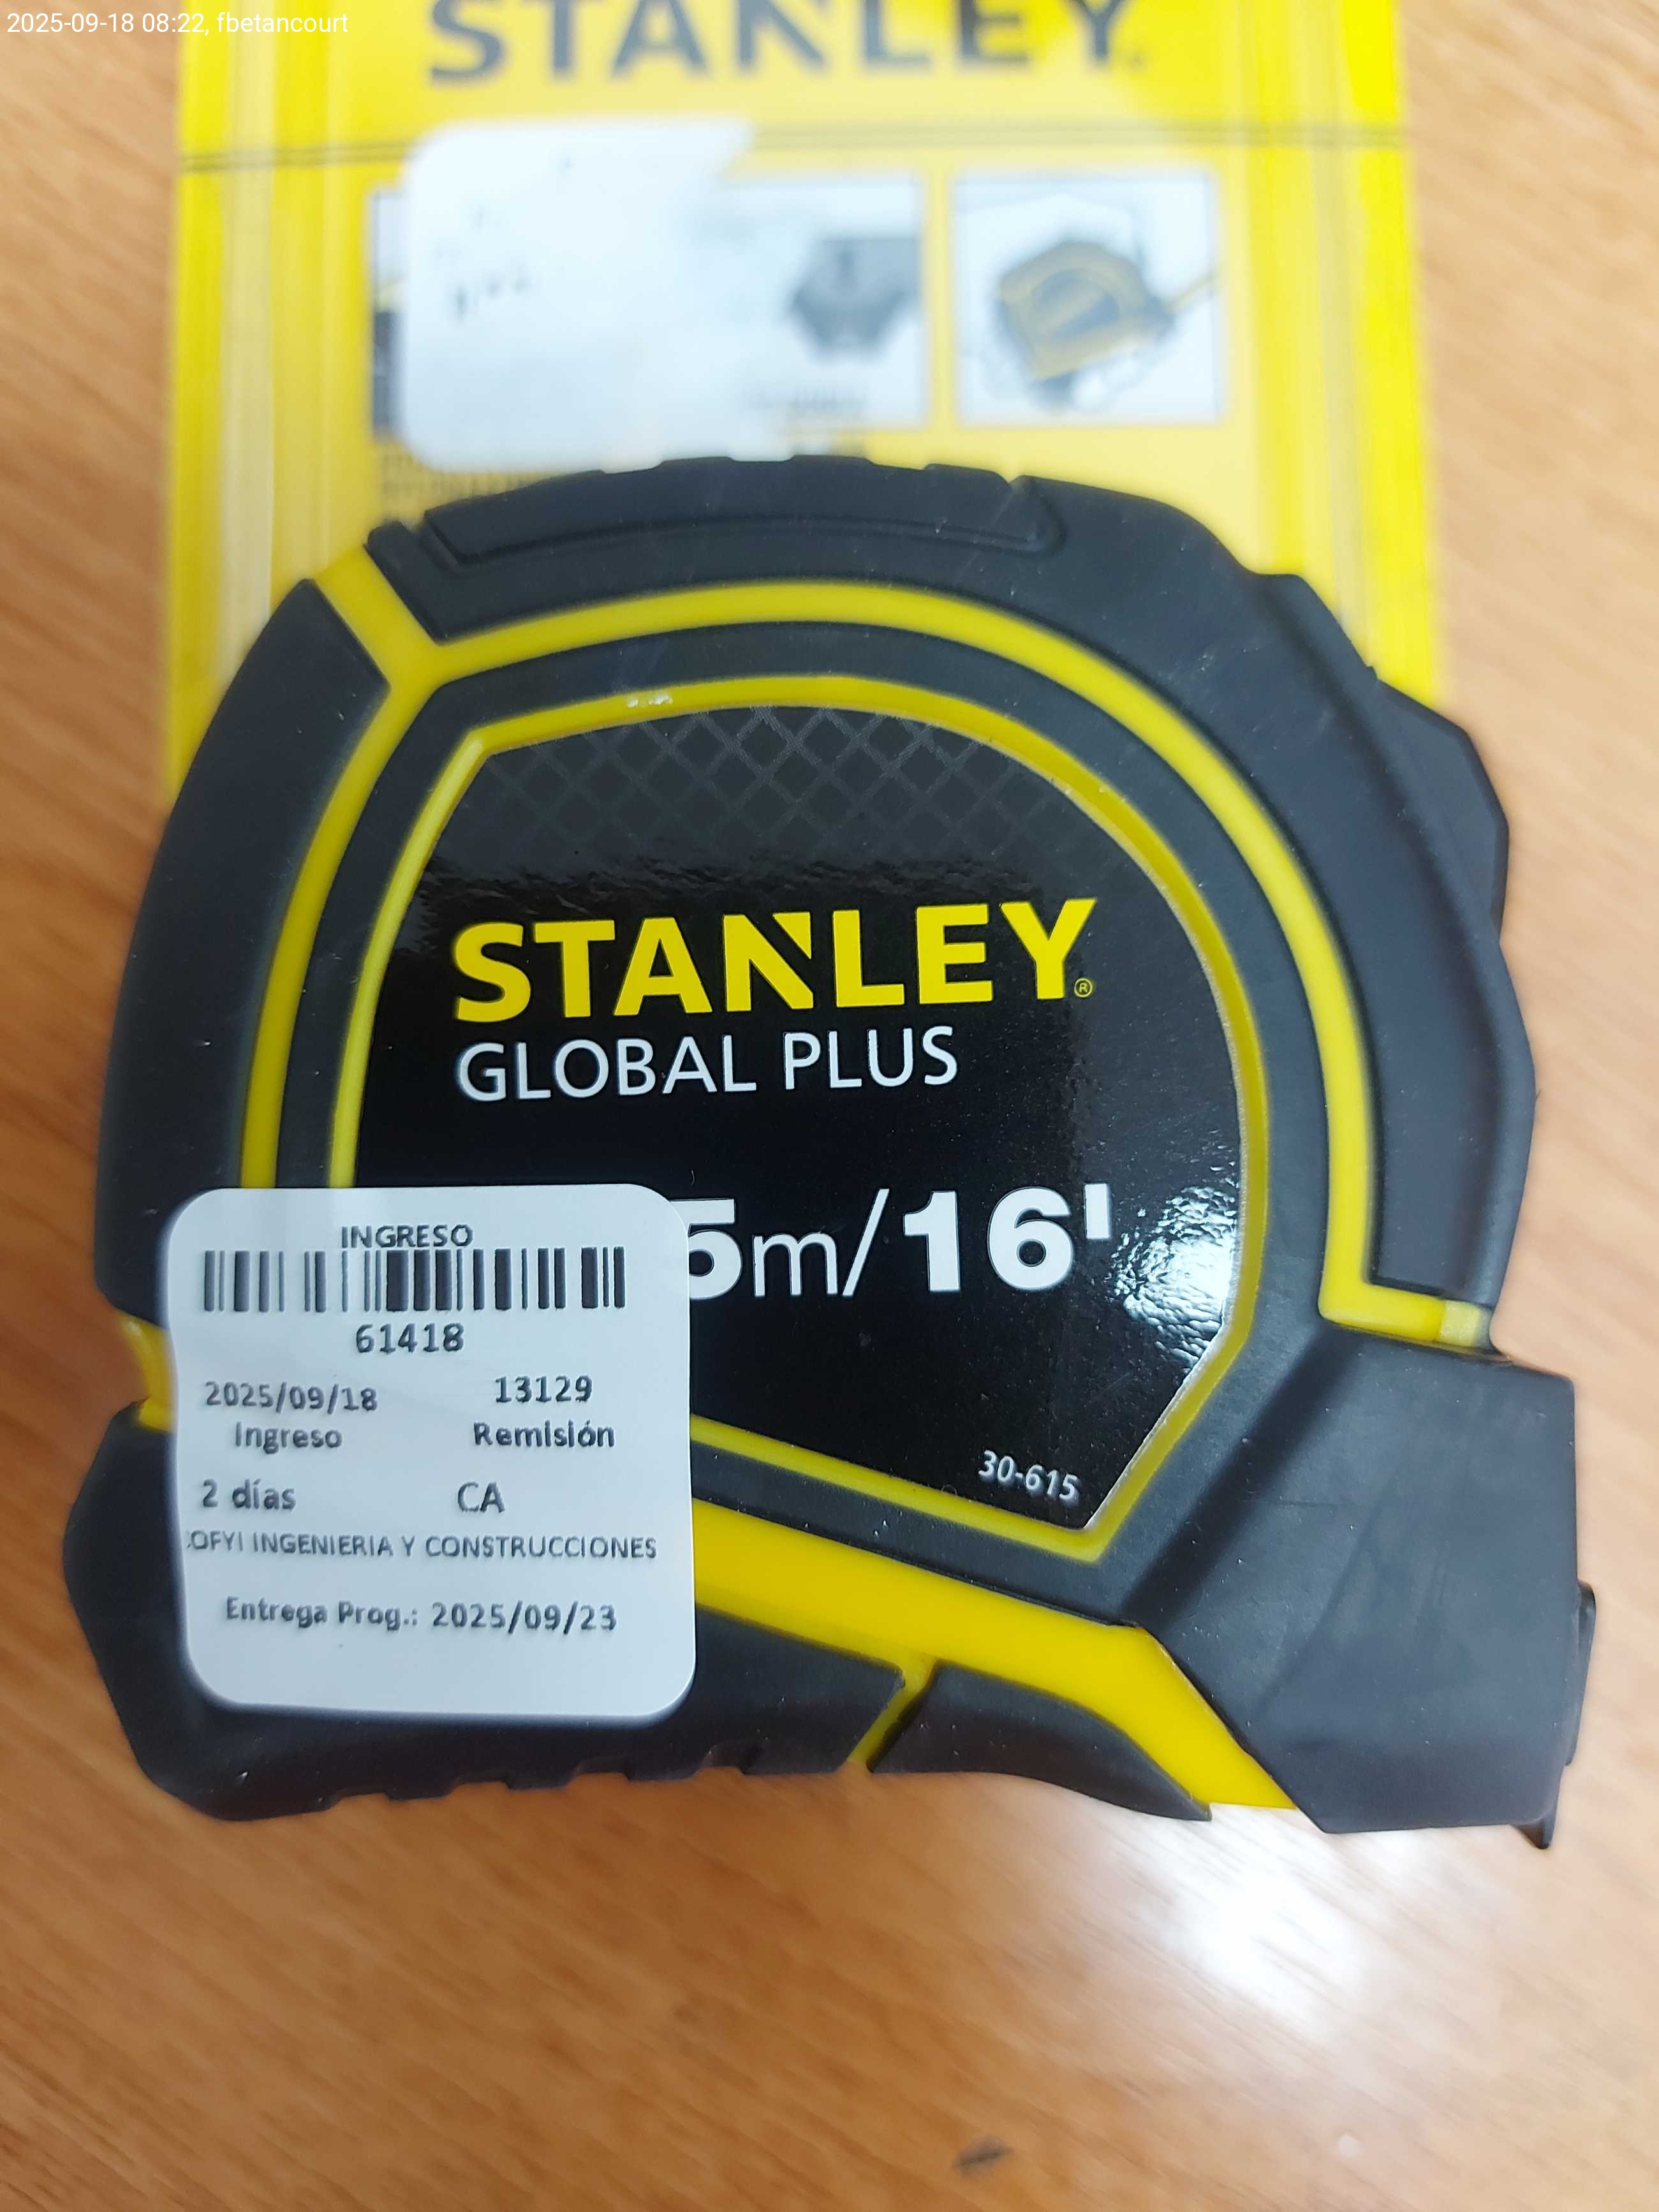 2025-09-18 08:22, fbetancourt
STANLEY
STANLEY®
GLOBAL PLUS
5m/16'
30-615
INGRESO
61418
2025/09/18 13129
Ingreso Remisión
2 días CA
OFYI INGENIERIA Y CONSTRUCCIONES
Entrega Prog.: 2025/09/23